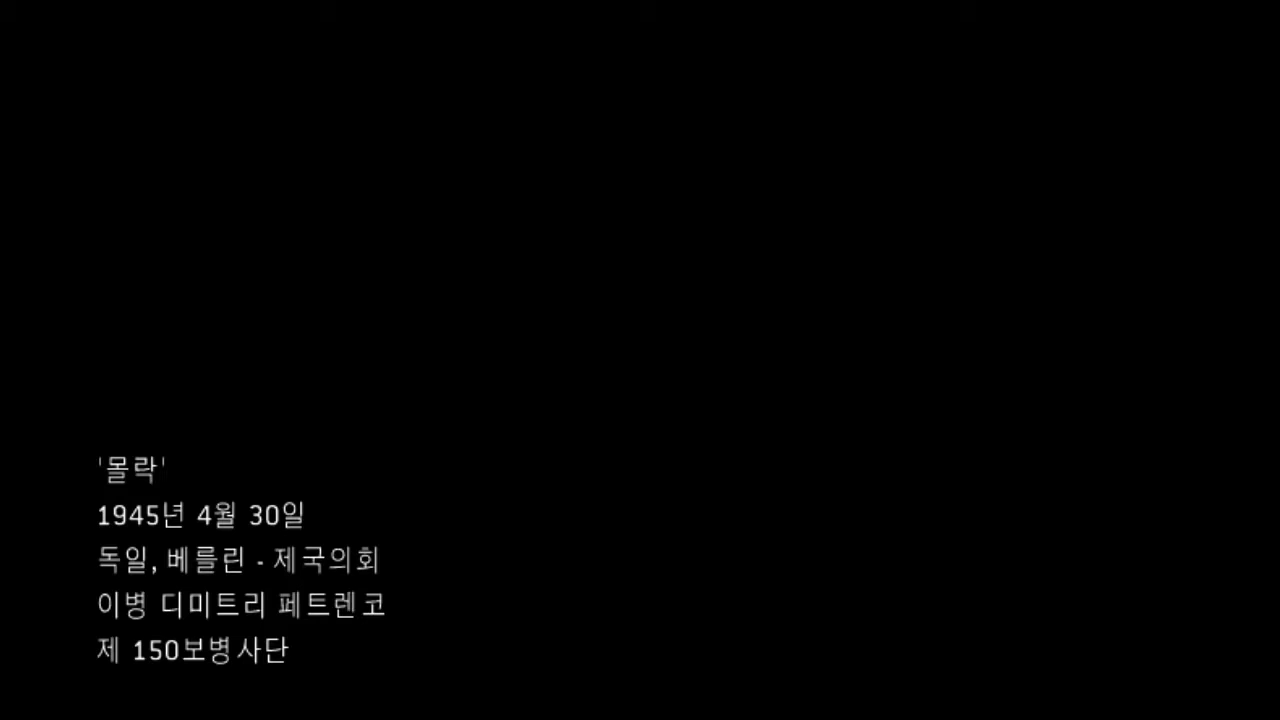 '몰락'
1945년 4월 30일
독일, 베를린 - 제국의회
이병 디미트리 페트렌코
제 150보병사단